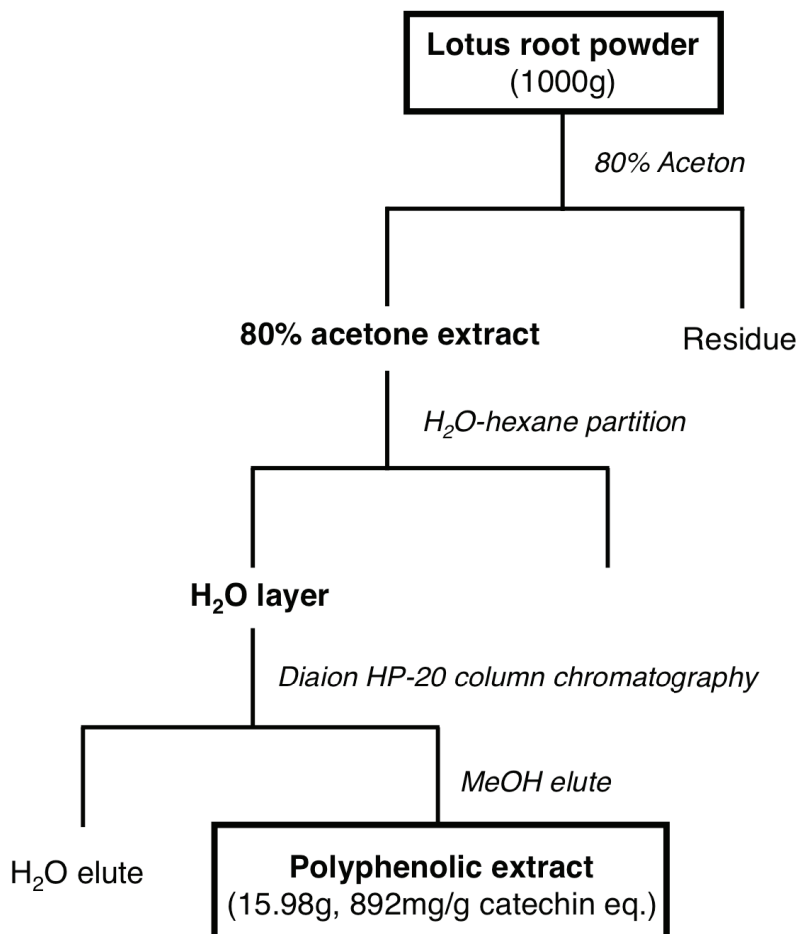 Lotus root powder
(1000g)
80% Aceton
80% acetone extract
Residue
H₂O-hexane partition
H₂O layer
Diaion HP-20 column chromatography
MeOH elute
H₂O elute
Polyphenolic extract
(15.98g, 892mg/g catechin eq.)